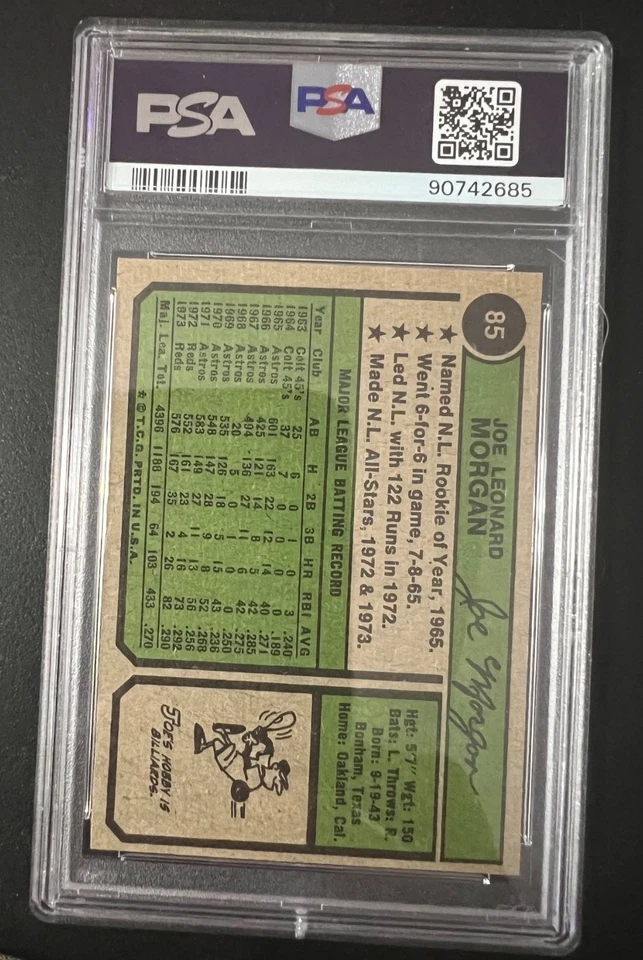 PSA
PSA
90742685
85
JOE LEONARD
MORGAN
Joe Morgan
★ Named N.L. Rookie of Year, 1965.
★ Went 6-for-6 in game, 7-8-65.
★ Led N.L. with 122 Runs in 1972.
★ Made N.L. All-Stars, 1972 & 1973.
Hgt: 5'7" Wgt: 150
Bats: L. Throws: R.
Born: 9-19-43
Bonham, Texas
Home: Oakland, Cal.
MAJOR LEAGUE BATTING RECORD
Year Club AB H 2B 3B HR RBI AVG
1963 Colt 45's 25 6 0 1 0 3 .240
1964 Colt 45's 37 7 0 0 0 0 .189
1965 Astros 601 163 22 12 14 40 .271
1966 Astros 425 121 14 8 5 42 .285
1967 Astros 494 136 27 11 6 42 .275
1968 Astros 20 5 0 1 0 0 .250
1969 Astros 535 126 18 5 15 43 .236
1970 Astros 548 147 28 9 8 52 .268
1971 Astros 583 149 27 11 13 56 .256
1972 Reds 552 161 23 4 16 73 .292
1973 Reds 576 167 35 2 26 82 .290
Maj. Lea. Tot. 4396 1188 194 64 103 433 .270
☆ © T.C.G. PRTD. IN U.S.A.
JOE'S HOBBY IS
BILLIARDS.